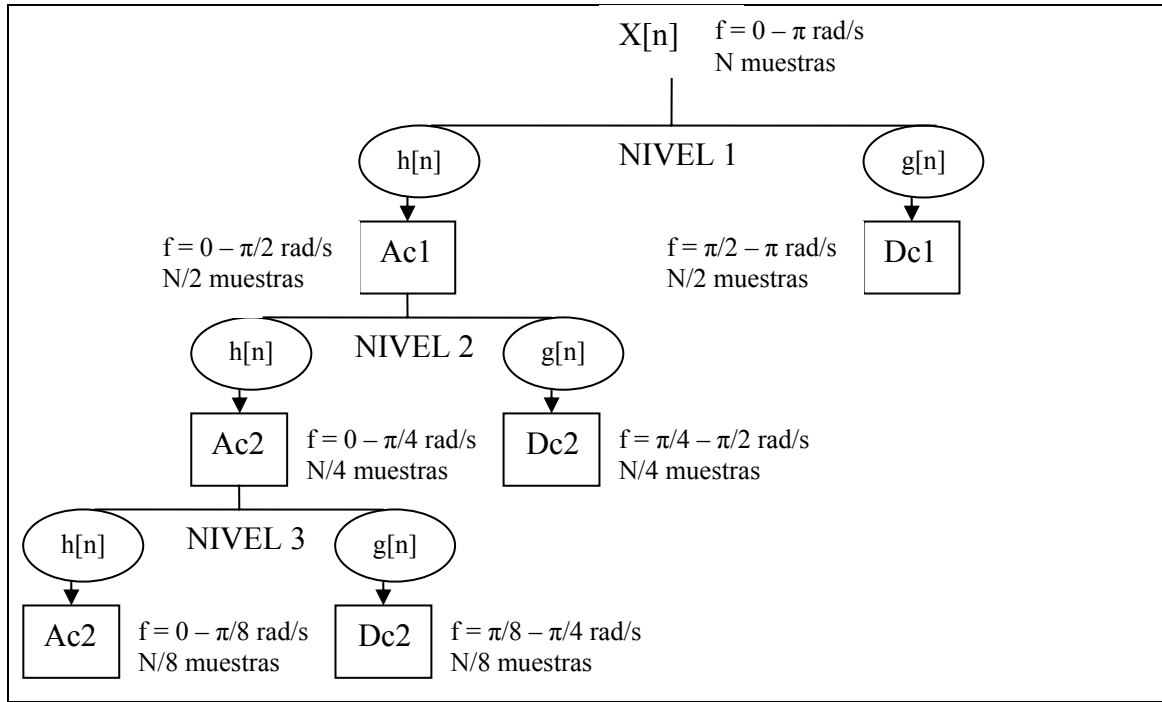 X[n]
f = 0 – π rad/s
N muestras
h[n]
NIVEL 1
g[n]
f = 0 – π/2 rad/s
N/2 muestras
Ac1
f = π/2 – π rad/s
N/2 muestras
Dc1
h[n]
NIVEL 2
g[n]
Ac2
f = 0 – π/4 rad/s
N/4 muestras
Dc2
f = π/4 – π/2 rad/s
N/4 muestras
h[n]
NIVEL 3
g[n]
Ac2
f = 0 – π/8 rad/s
N/8 muestras
Dc2
f = π/8 – π/4 rad/s
N/8 muestras